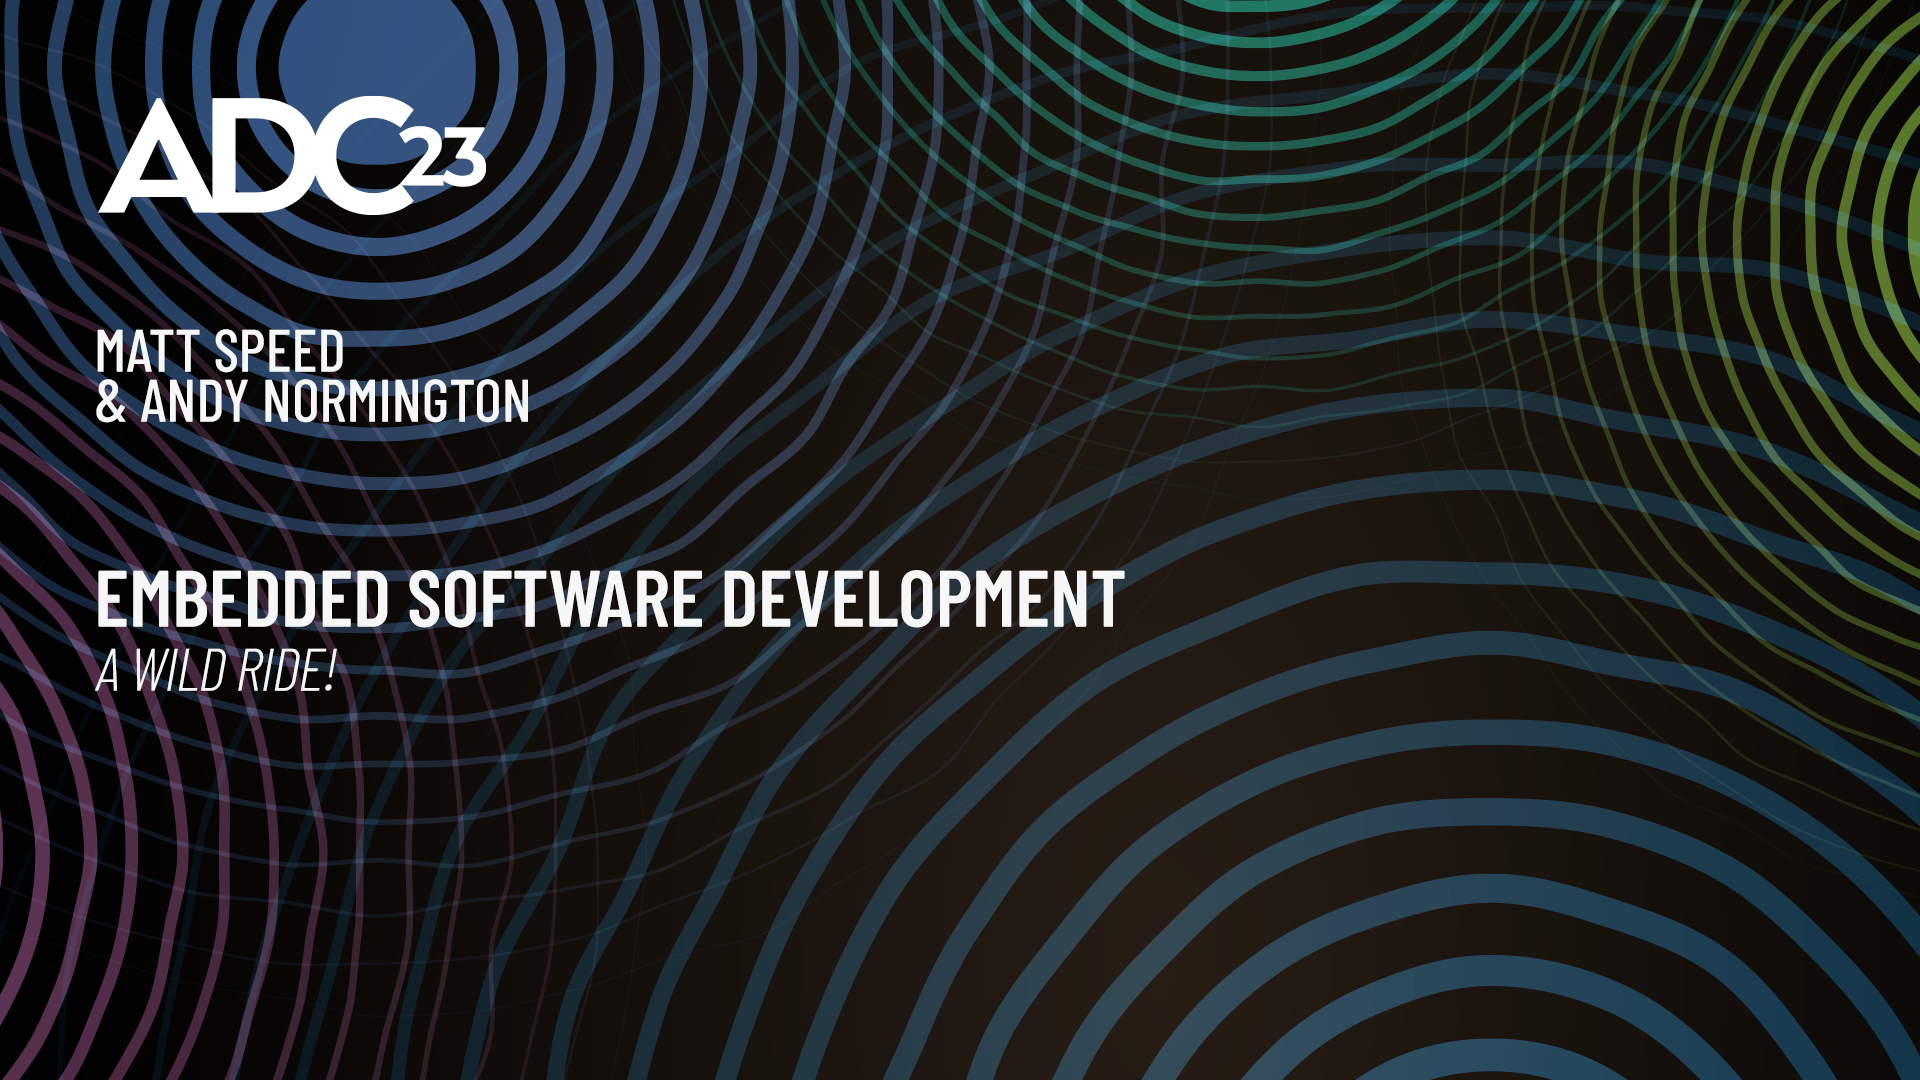 ADC23
MATT SPEED
& ANDY NORMINGTON
EMBEDDED SOFTWARE DEVELOPMENT
A WILD RIDE!